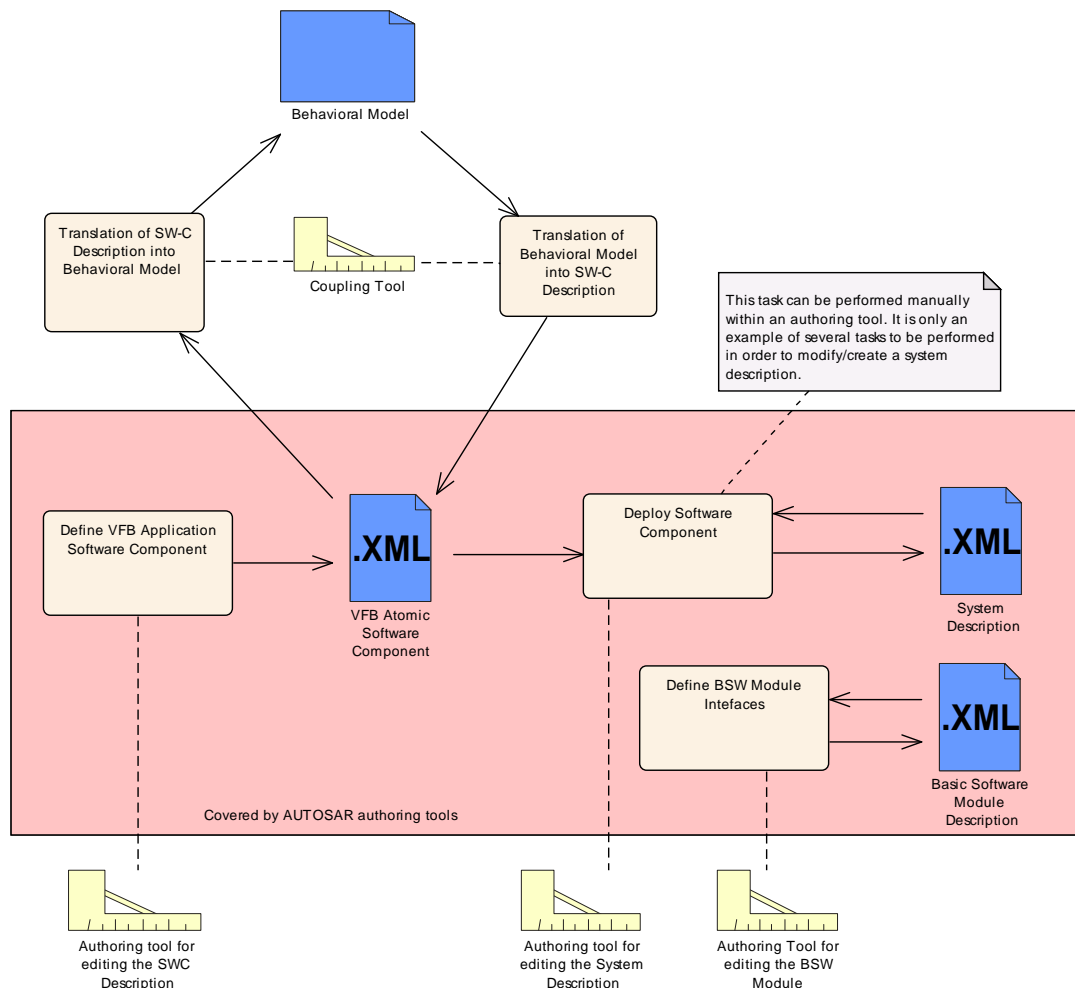 Behavioral Model
Translation of SW-C
Description into
Behavioral Model
Coupling Tool
Translation of
Behavioral Model
into SW-C
Description
This task can be performed manually
within an authoring tool. It is only an
example of several tasks to be performed
in order to modify/create a system
description.
Define VFB Application
Software Component
.XML
VFB Atomic
Software
Component
Deploy Software
Component
.XML
System
Description
Define BSW Module
Intefaces
.XML
Basic Software
Module
Description
Covered by AUTOSAR authoring tools
Authoring tool for
editing the SWC
Description
Authoring tool for
editing the System
Description
Authoring Tool for
editing the BSW
Module